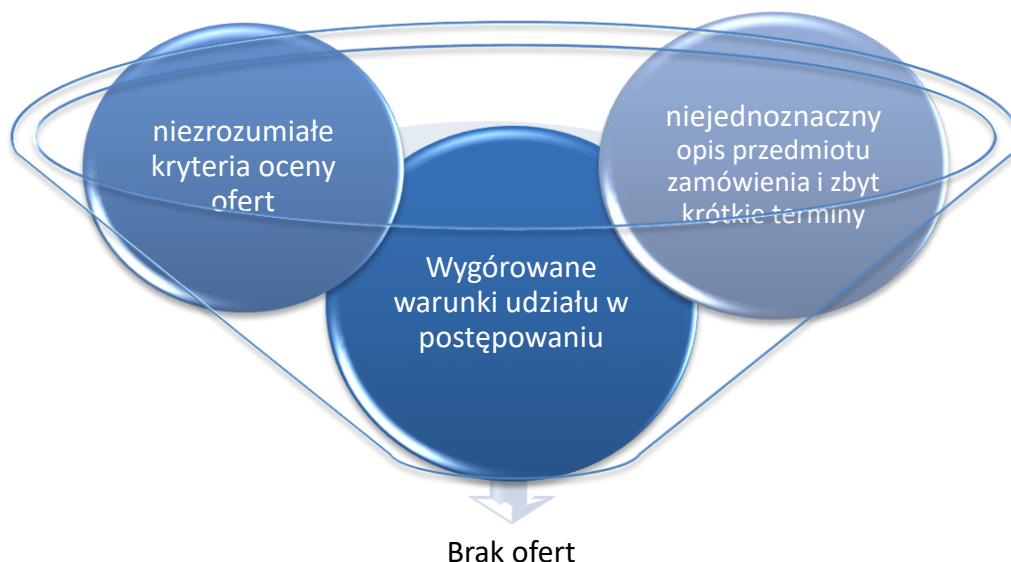 niezrozumiałe
kryteria oceny
ofert
niejednoznaczny
opis przedmiotu
zamówienia i zbyt
krótkie terminy
Wygórowane
warunki udziału w
postępowaniu
Brak ofert